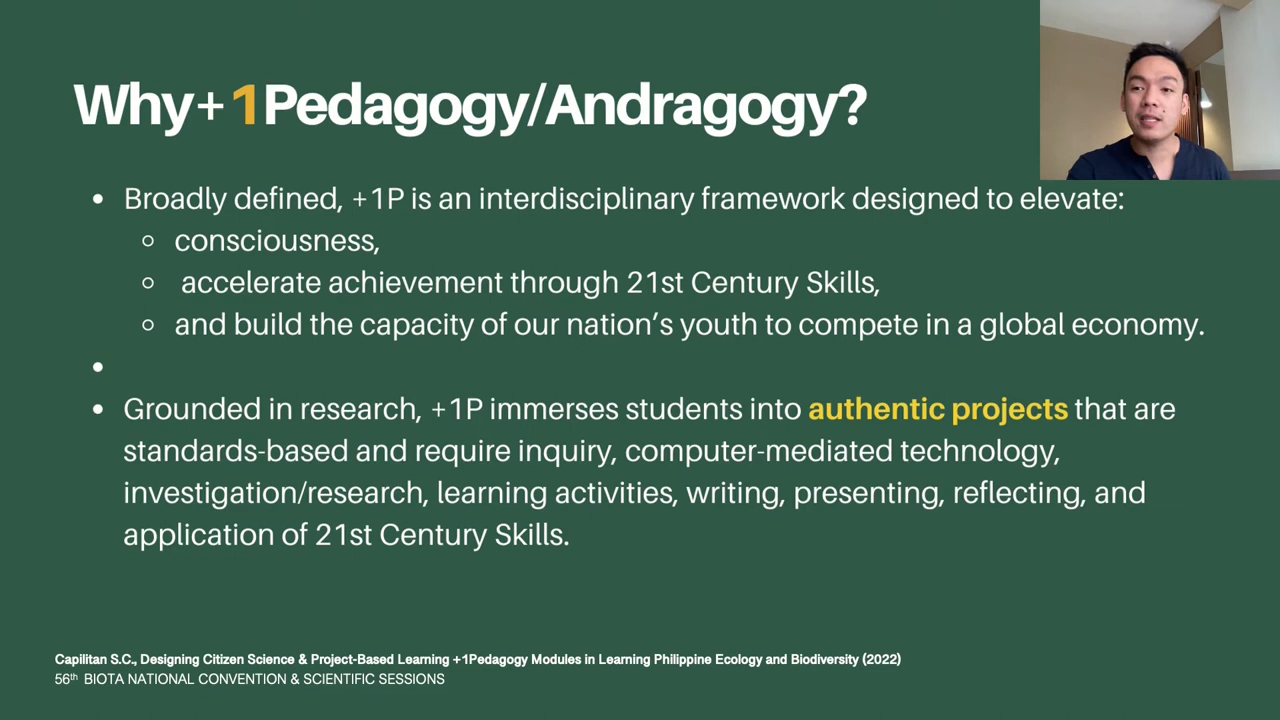 Why+1Pedagogy/Andragogy?
• Broadly defined, +1P is an interdisciplinary framework designed to elevate:
○ consciousness,
○ accelerate achievement through 21st Century Skills,
○ and build the capacity of our nation’s youth to compete in a global economy.
•
• Grounded in research, +1P immerses students into authentic projects that are
standards-based and require inquiry, computer-mediated technology,
investigation/research, learning activities, writing, presenting, reflecting, and
application of 21st Century Skills.
Capilitan S.C., Designing Citizen Science & Project-Based Learning +1Pedagogy Modules in Learning Philippine Ecology and Biodiversity (2022)
56th BIOTA NATIONAL CONVENTION & SCIENTIFIC SESSIONS